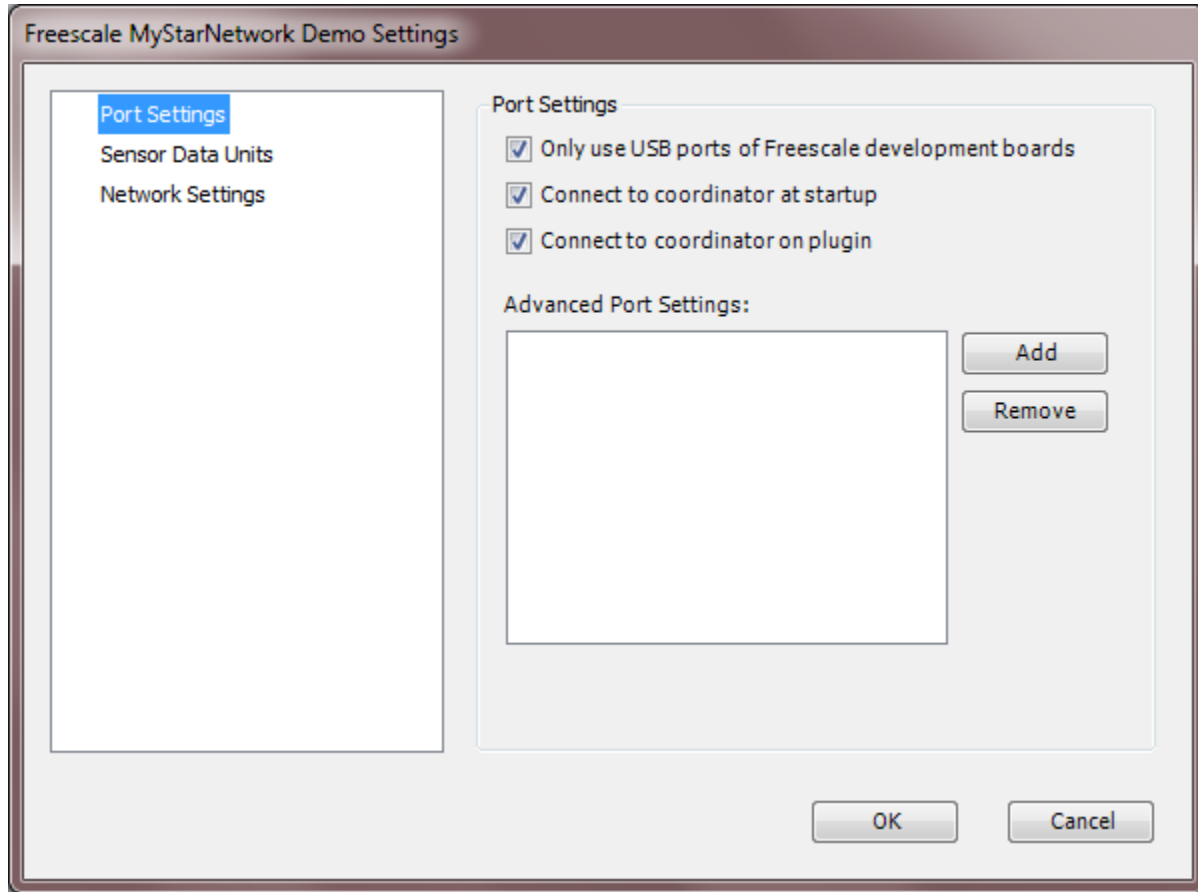 Freescale MyStarNetwork Demo Settings
Port Settings
Sensor Data Units
Network Settings
Port Settings
Only use USB ports of Freescale development boards
Connect to coordinator at startup
Connect to coordinator on plugin
Advanced Port Settings:
Add
Remove
OK
Cancel